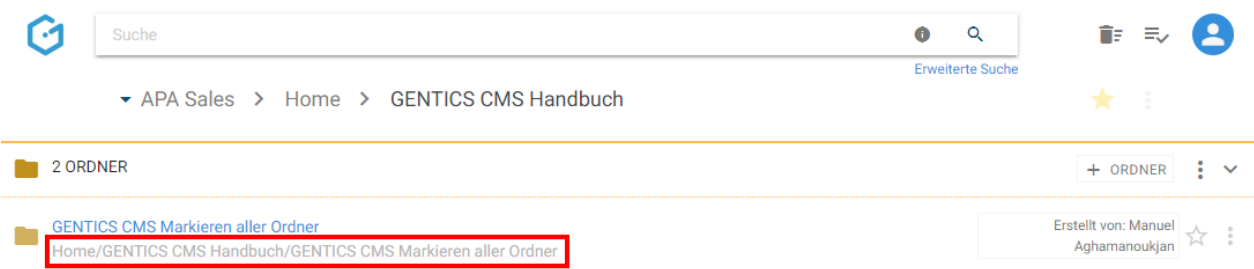 Suche
Erweiterte Suche
APA Sales > Home > GENTICS CMS Handbuch
2 ORDNER
+ ORDNER
GENTICS CMS Markieren aller Ordner
Home/GENTICS CMS Handbuch/GENTICS CMS Markieren aller Ordner
Erstellt von: Manuel
Aghamanoukjan